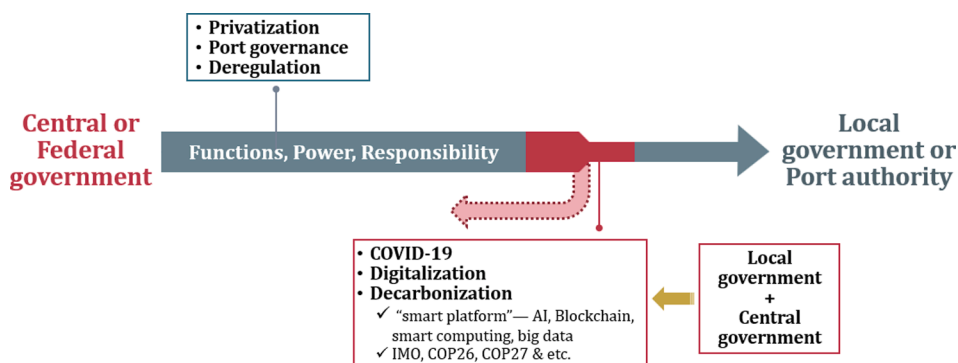 • Privatization
• Port governance
• Deregulation
Central or
Federal
government
Functions, Power, Responsibility
Local
government or
Port authority
• COVID-19
• Digitalization
• Decarbonization
✓ “smart platform”— AI, Blockchain,
smart computing, big data
✓ IMO, COP26, COP27 & etc.
Local
government
+
Central
government